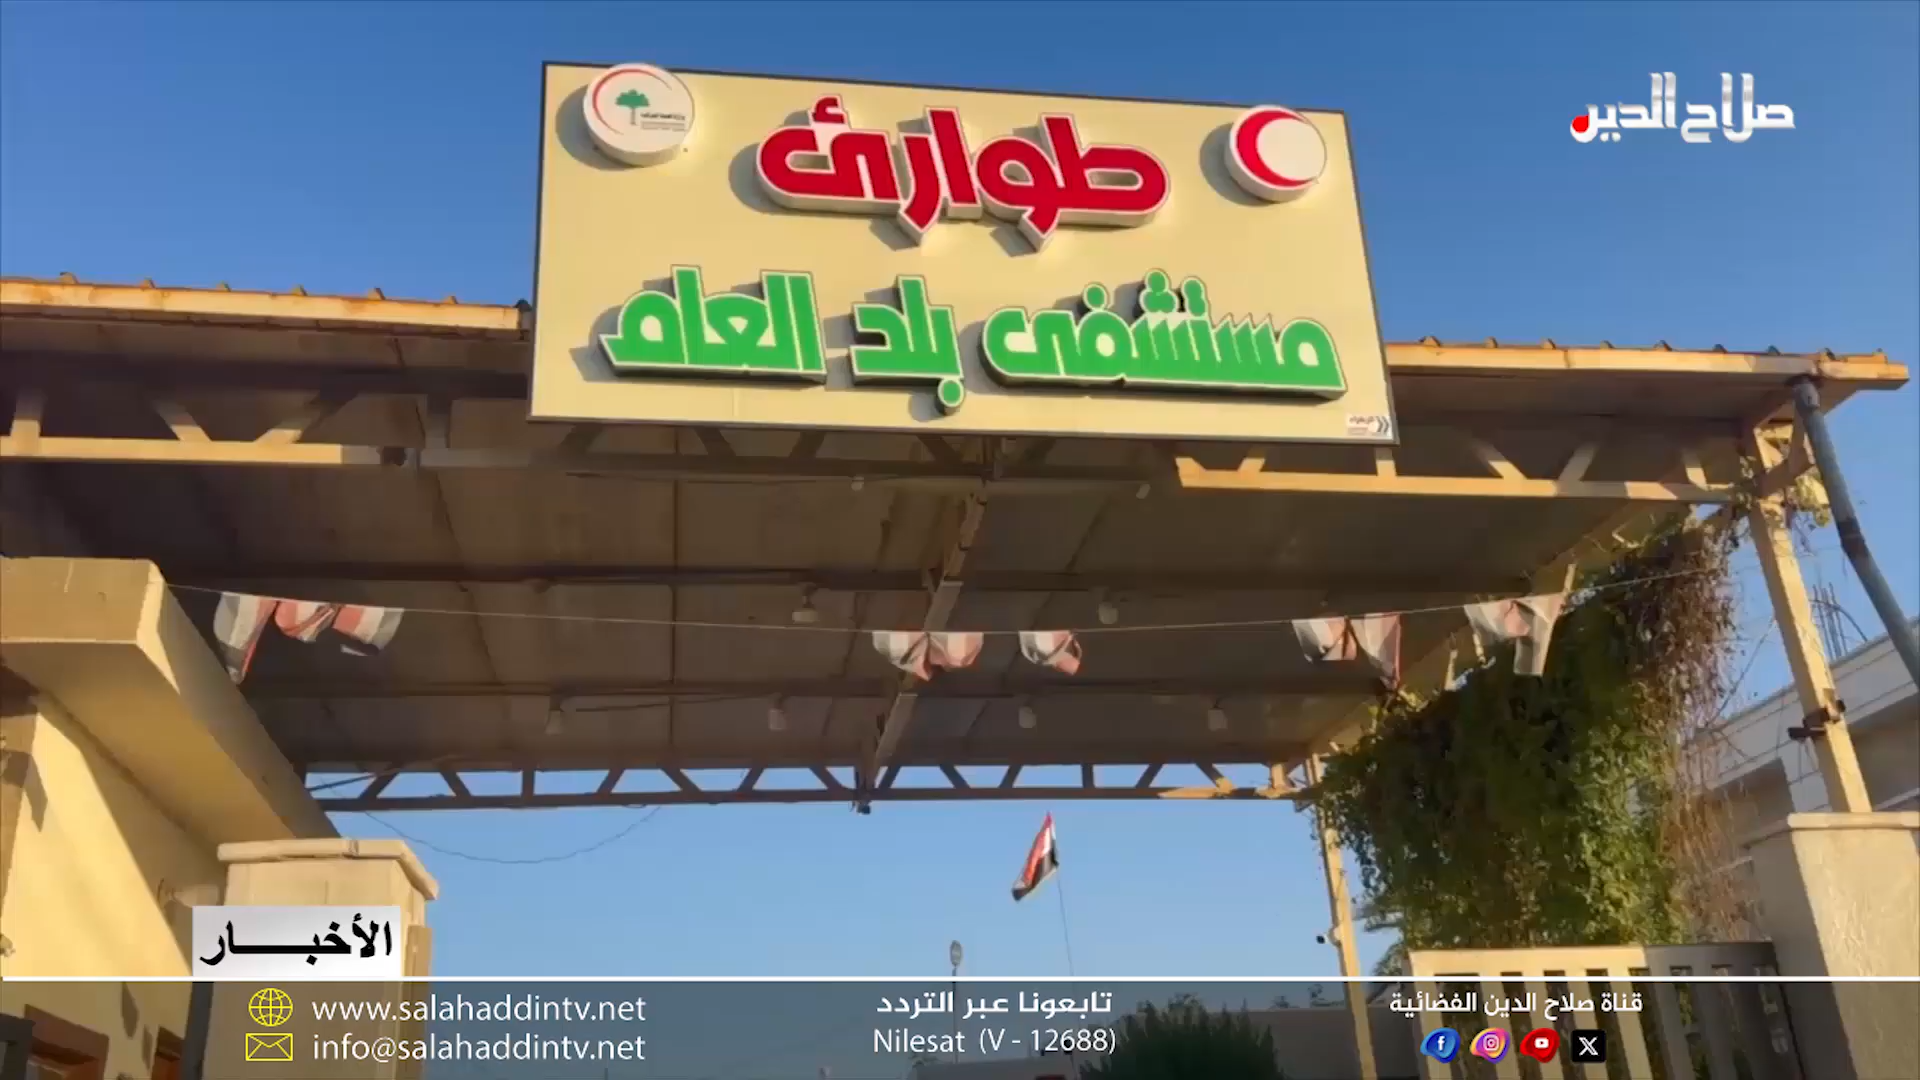 صلاح الدين
طوارئ
مستشفى بلد العام
الأخبار
www.salahaddintv.net
info@salahaddintv.net
تابعونا عبر التردد
Nilesat (V - 12688)
قناة صلاح الدين الفضائية